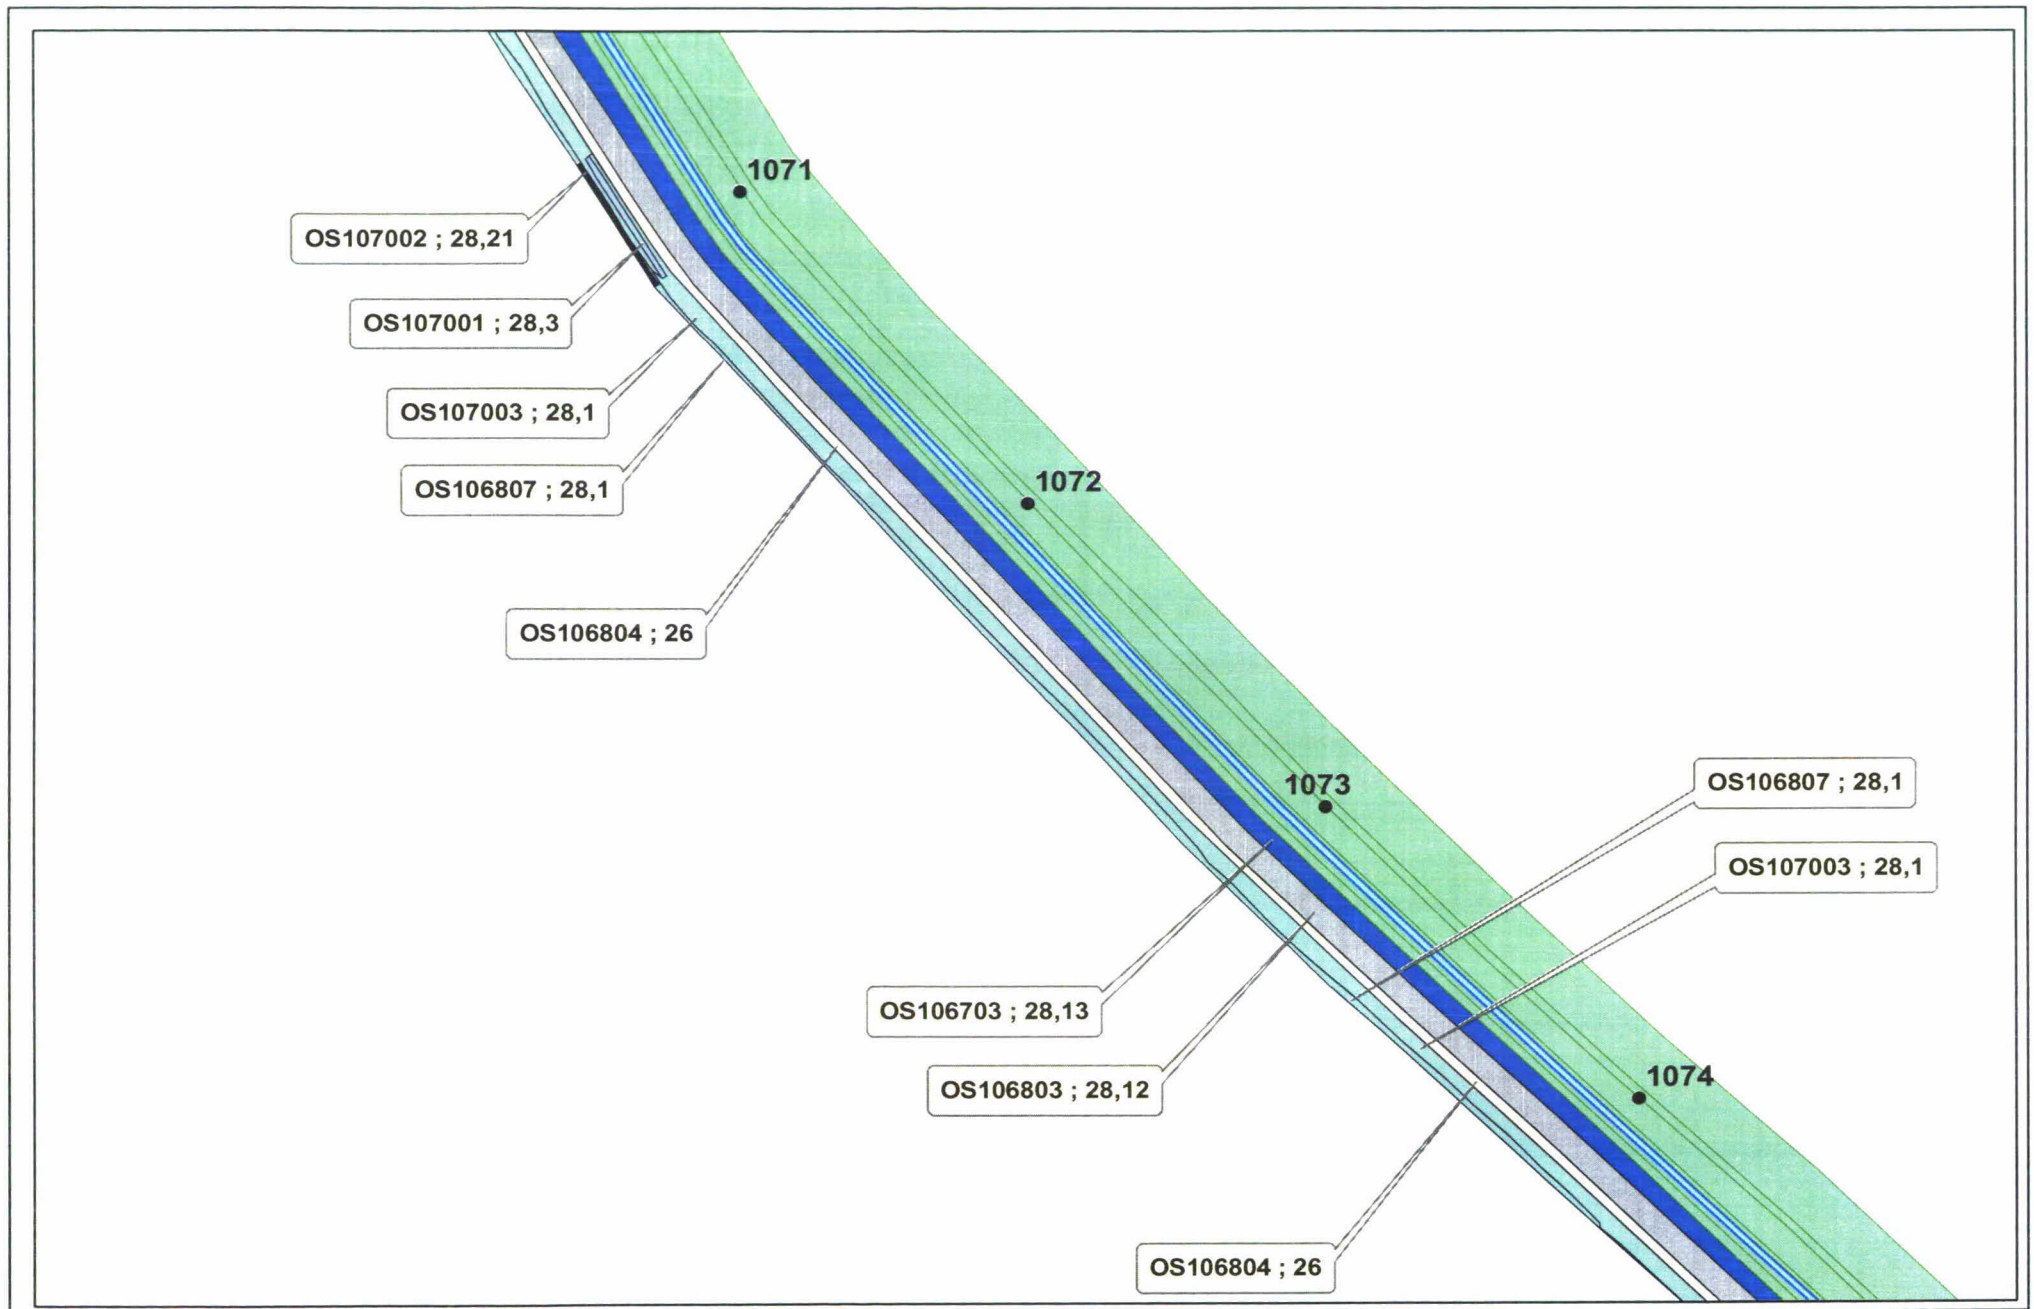 1071
OS107002 ; 28,21
OS107001 ; 28,3
OS107003 ; 28,1
1072
OS106807 ; 28,1
OS106804 ; 26
1073
OS106807 ; 28,1
OS107003 ; 28,1
OS106703 ; 28,13
OS106803 ; 28,12
1074
OS106804 ; 26